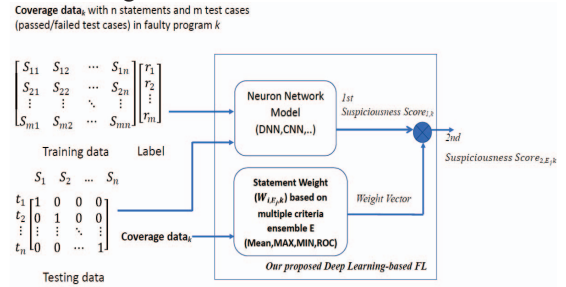 Coverage dataₖ with n statements and m test cases
(passed/failed test cases) in faulty program k
S₁₁ S₁₂ ⋯ S₁ₙ r₁
S₂₁ S₂₂ ⋯ S₂ₙ r₂
⋮ ⋮ ⋱ ⋮ ⋮
Sₘ₁ Sₘ₂ ⋯ Sₘₙ rₘ
Training data Label
S₁ S₂ ... Sₙ
t₁ 1 0 0 0
t₂ 0 1 0 0
⋮ ⋮ ⋮ ⋱ ⋮
tₙ 0 0 ⋯ 1
Testing data
Coverage dataₖ
Neuron Network
Model
(DNN,CNN,..)
1st
Suspiciousness Score₁,ₖ
Statement Weight
(Wᵢ,Eⱼ,k) based on
multiple criteria
ensemble E
(Mean,MAX,MIN,ROC)
Weight Vector
2nd
Suspiciousness Score₂,Eⱼk
Our proposed Deep Learning-based FL